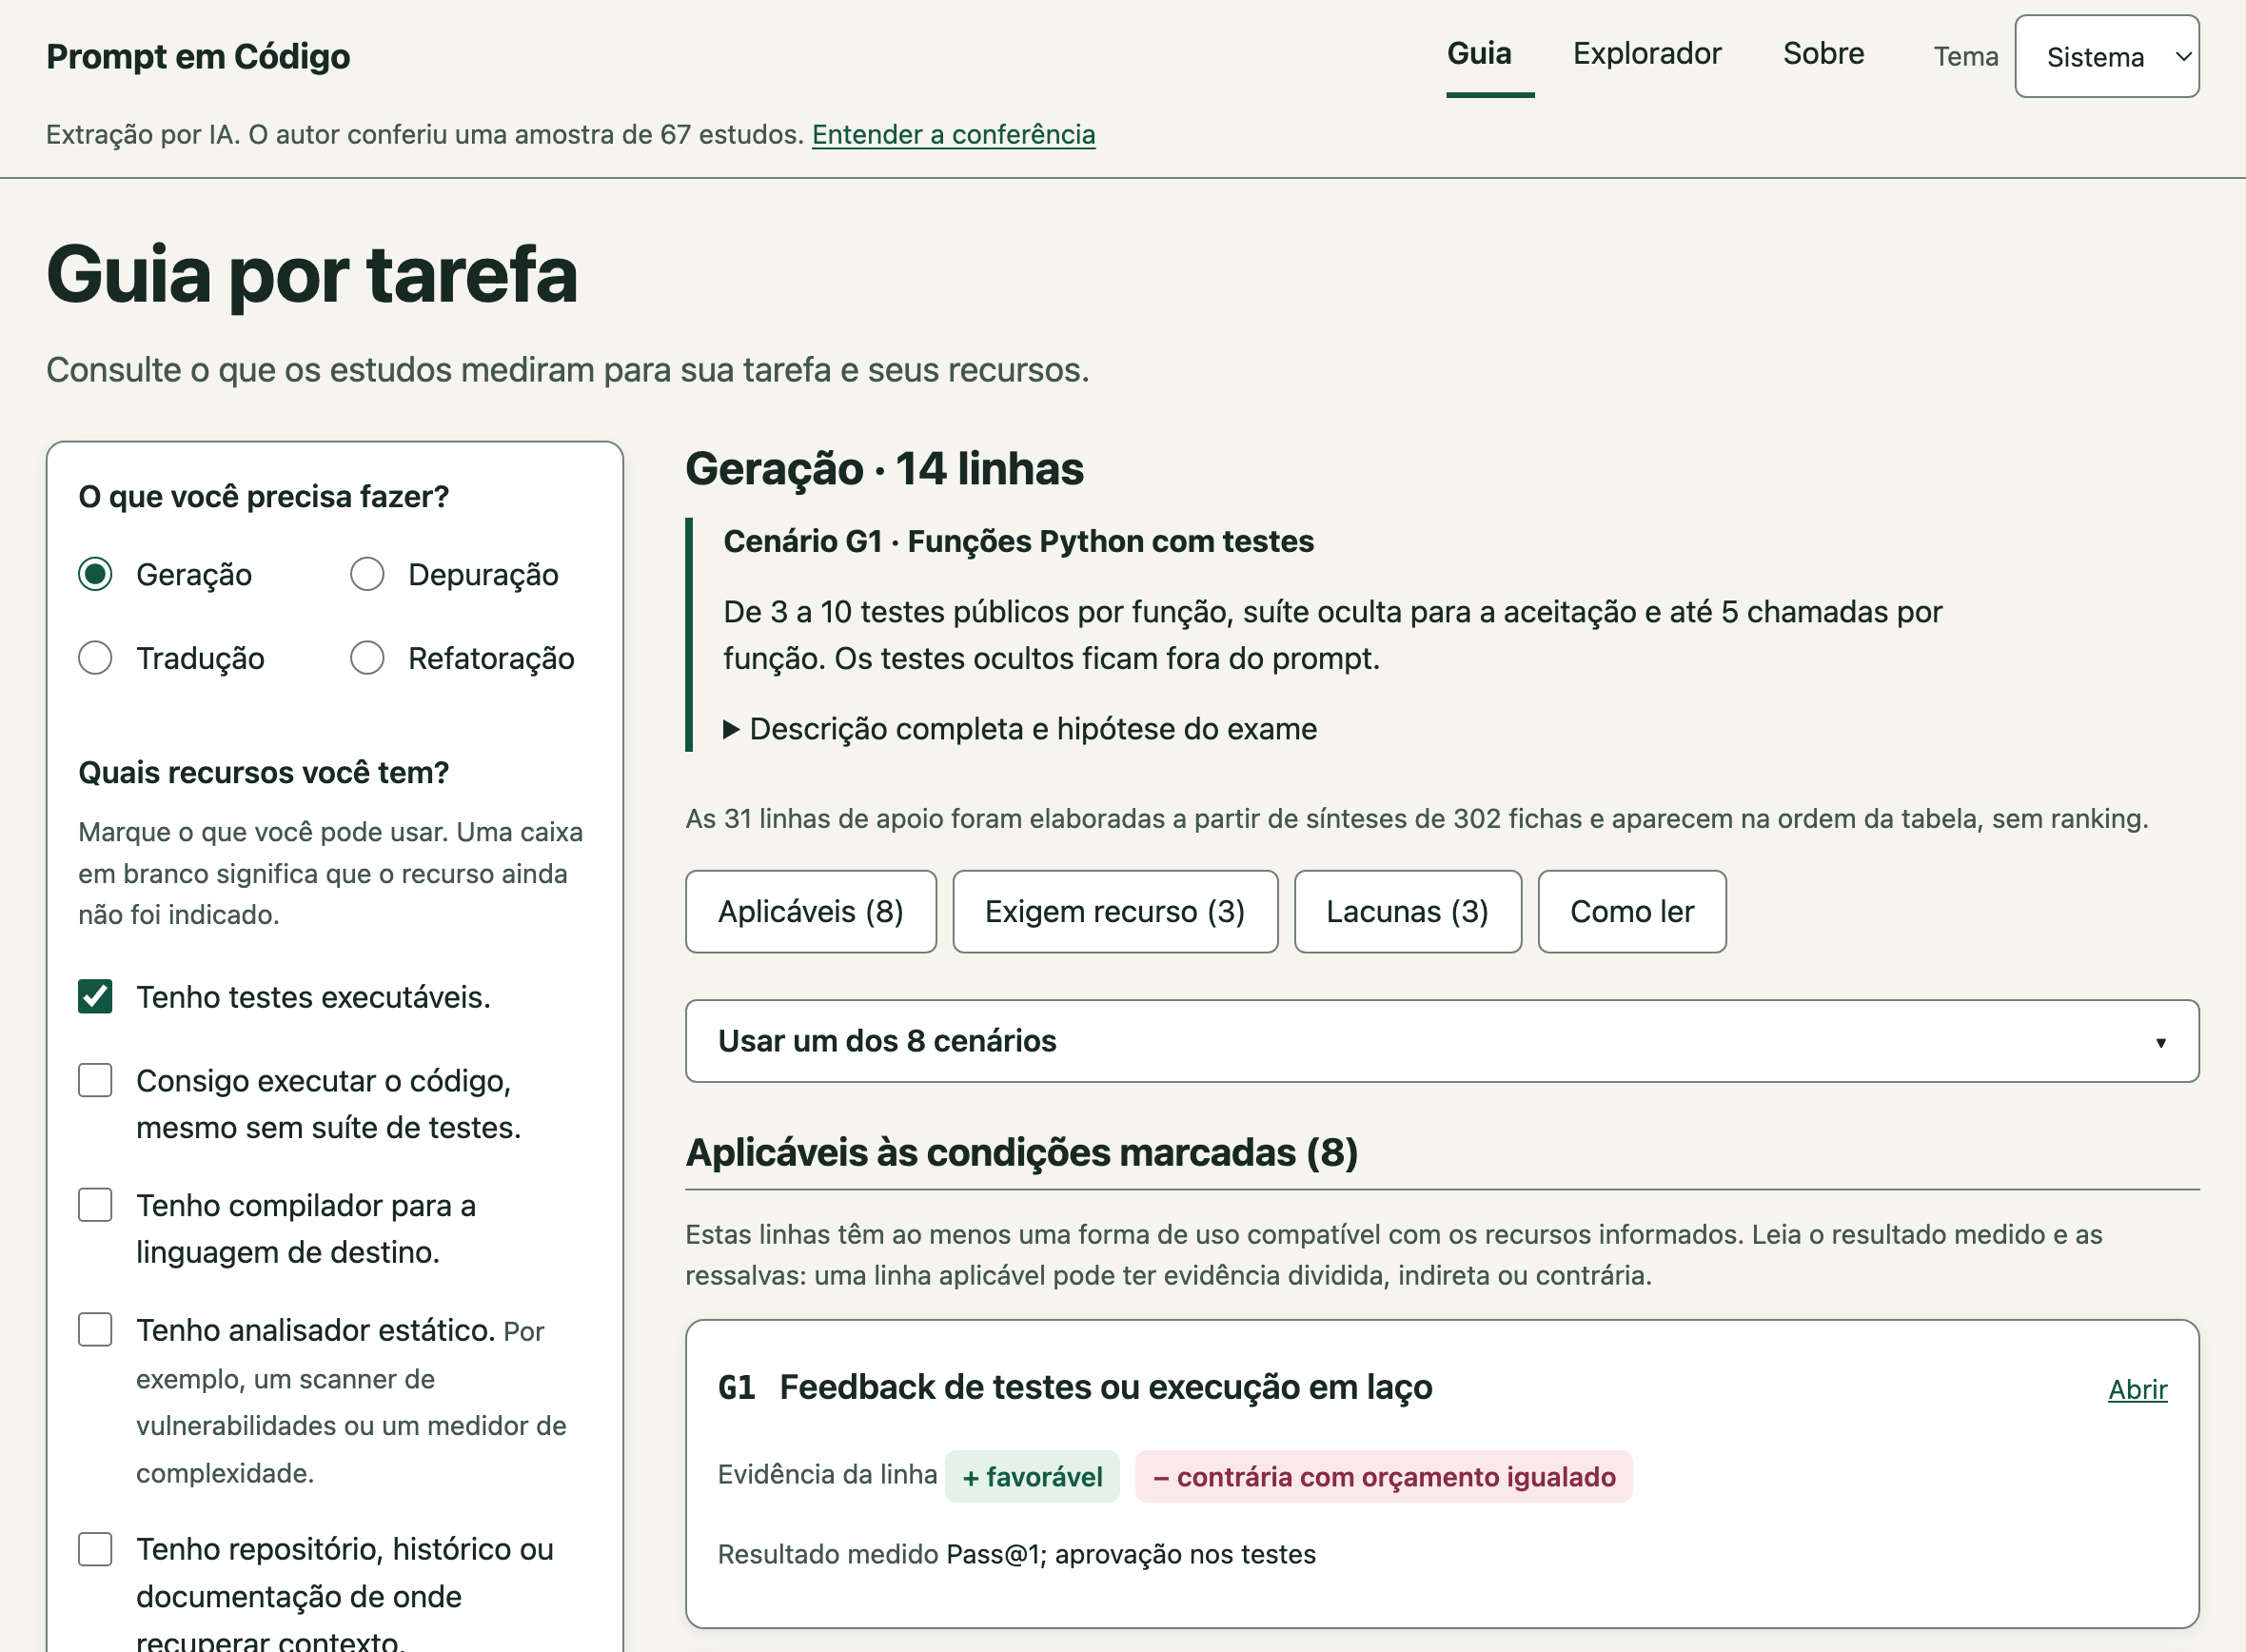 Prompt em Código
Guia
Explorador
Sobre
Tema
Sistema
Extração por IA. O autor conferiu uma amostra de 67 estudos. Entender a conferência
Guia por tarefa
Consulte o que os estudos mediram para sua tarefa e seus recursos.
O que você precisa fazer?
Geração
Depuração
Tradução
Refatoração
Quais recursos você tem?
Marque o que você pode usar. Uma caixa
em branco significa que o recurso ainda
não foi indicado.
Tenho testes executáveis.
Consigo executar o código,
mesmo sem suíte de testes.
Tenho compilador para a
linguagem de destino.
Tenho analisador estático. Por
exemplo, um scanner de
vulnerabilidades ou um medidor de
complexidade.
Tenho repositório, histórico ou
documentação de onde
recuperar contexto.
Geração · 14 linhas
Cenário G1 · Funções Python com testes
De 3 a 10 testes públicos por função, suíte oculta para a aceitação e até 5 chamadas por
função. Os testes ocultos ficam fora do prompt.
▶ Descrição completa e hipótese do exame
As 31 linhas de apoio foram elaboradas a partir de sínteses de 302 fichas e aparecem na ordem da tabela, sem ranking.
Aplicáveis (8)
Exigem recurso (3)
Lacunas (3)
Como ler
Usar um dos 8 cenários
Aplicáveis às condições marcadas (8)
Estas linhas têm ao menos uma forma de uso compatível com os recursos informados. Leia o resultado medido e as
ressalvas: uma linha aplicável pode ter evidência dividida, indireta ou contrária.
G1 Feedback de testes ou execução em laço
Abrir
Evidência da linha + favorável − contrária com orçamento igualado
Resultado medido Pass@1; aprovação nos testes